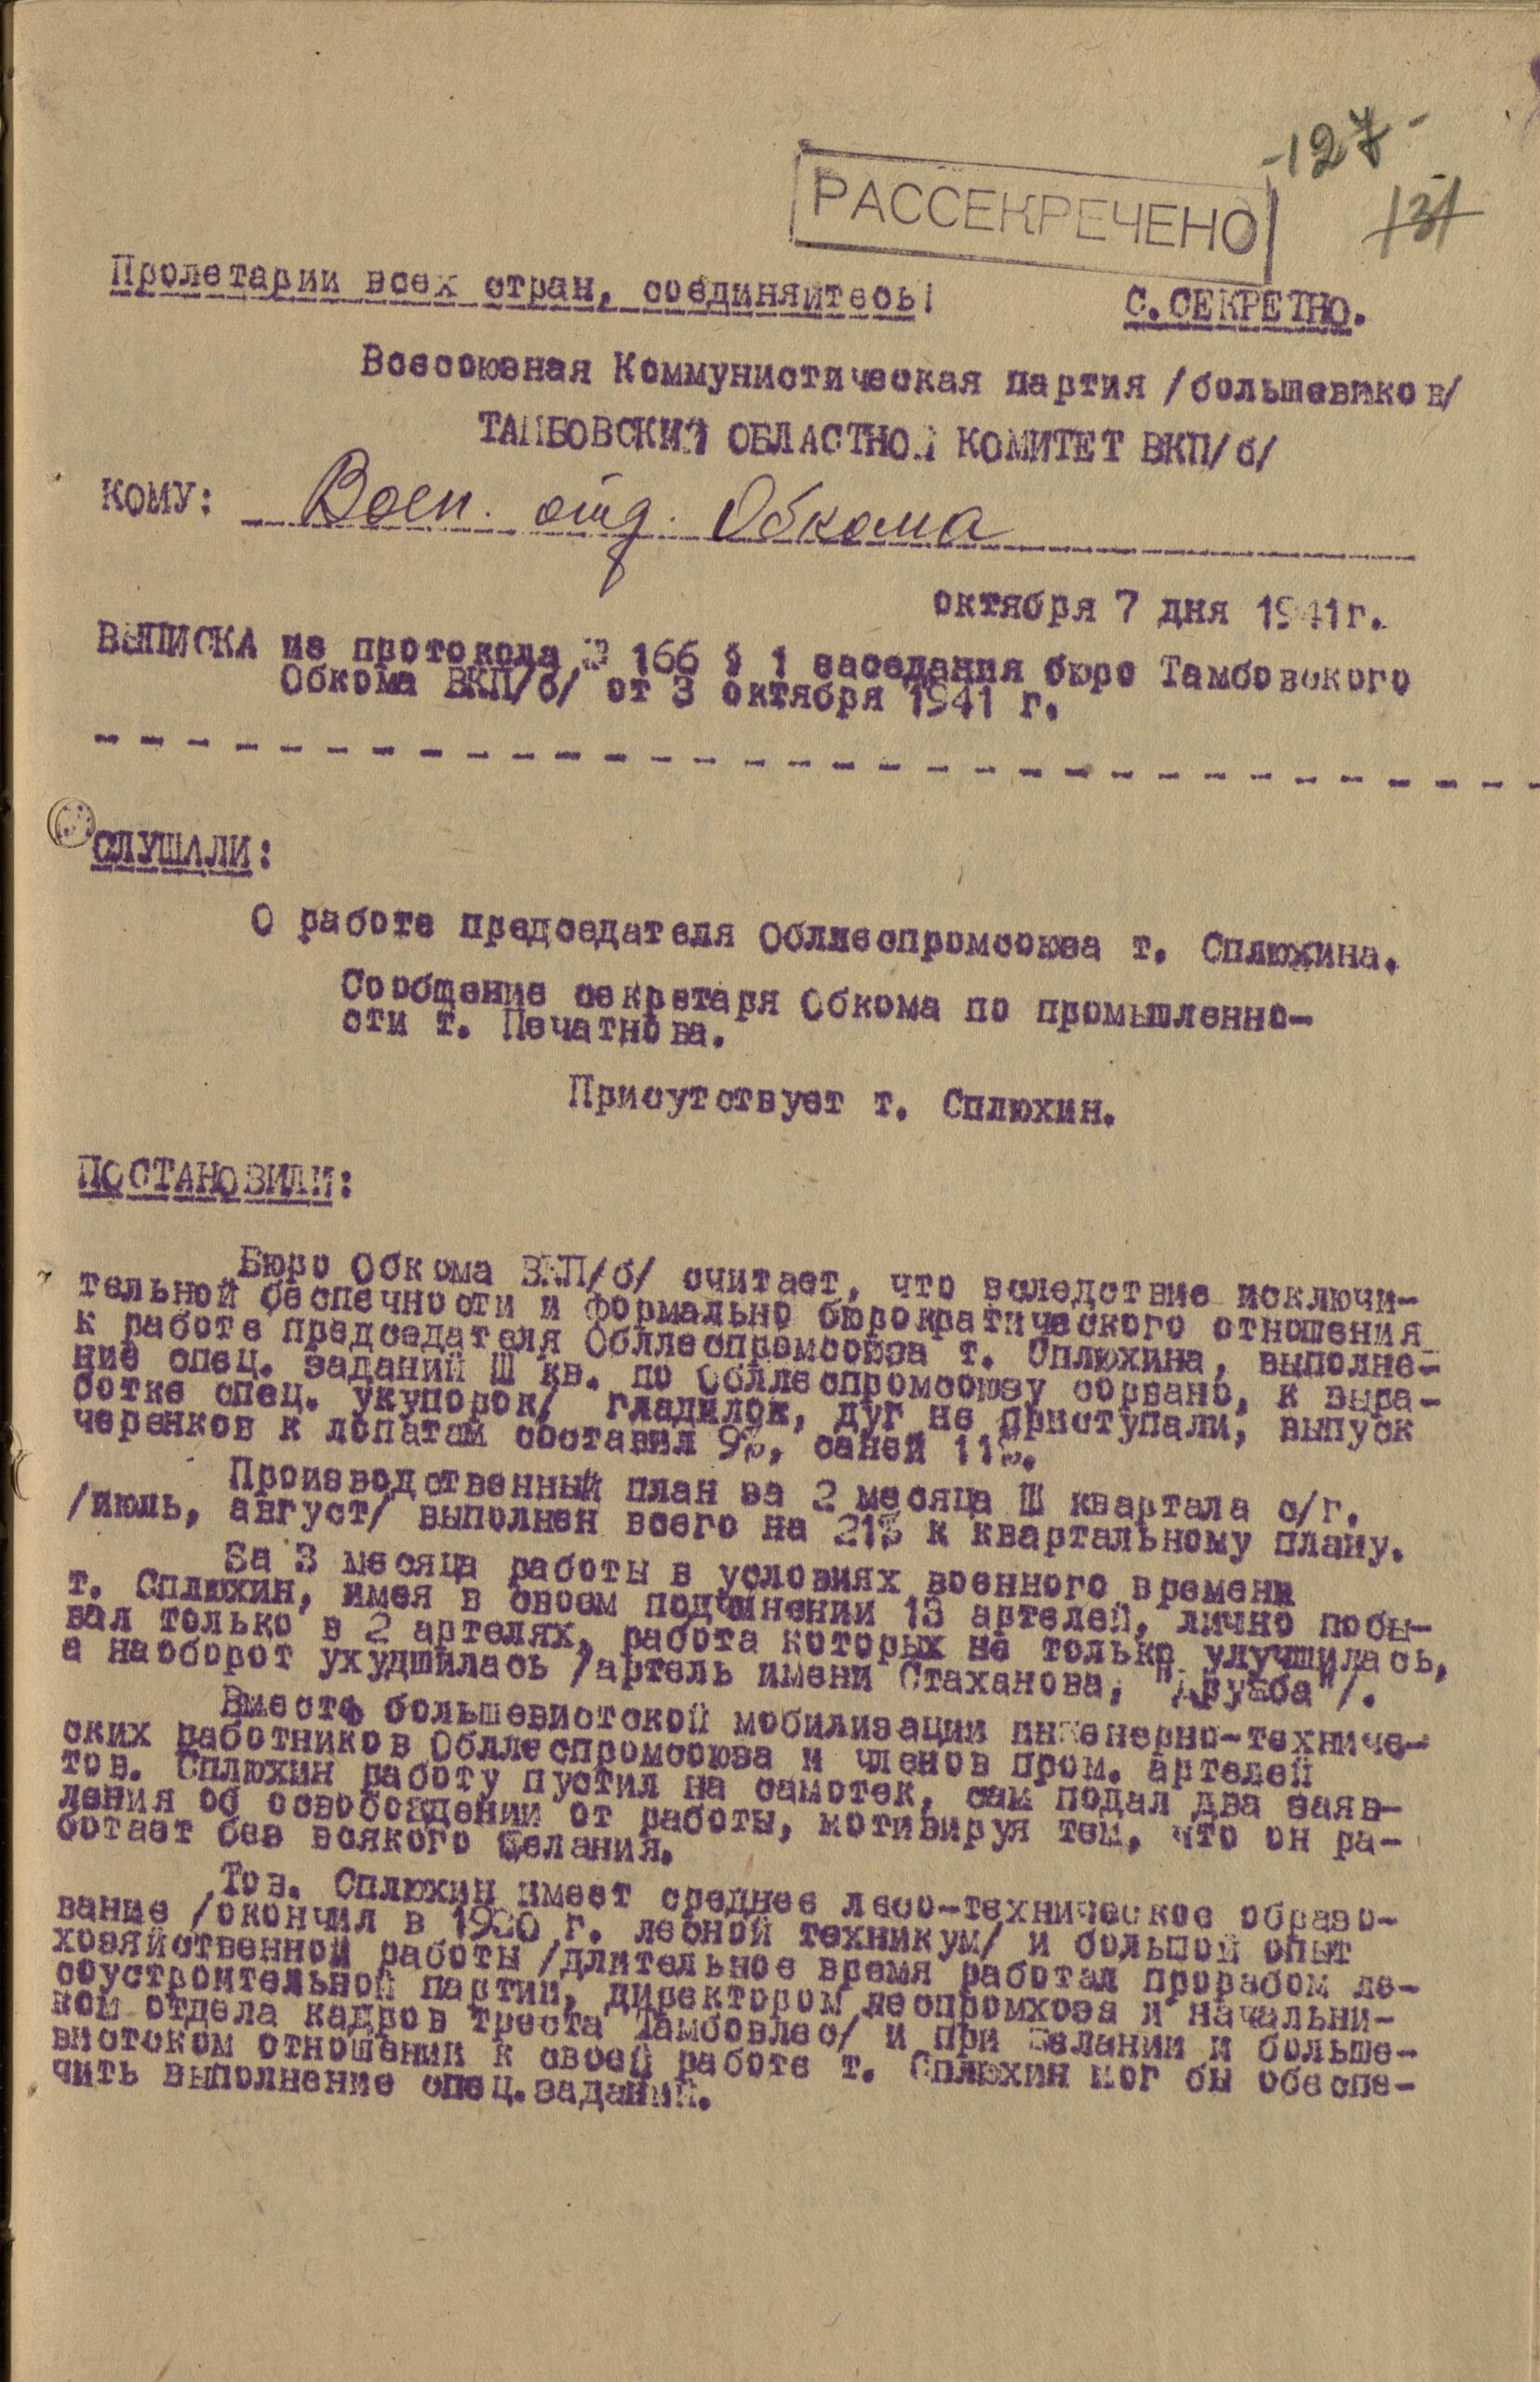 -127-
131
РАССЕКРЕЧЕНО
Пролетарии всех стран, соединяйтесь!
С.СЕКРЕТНО.
Всесоюзная Коммунистическая партия /большевиков/
ТАМБОВСКИЙ ОБЛАСТНОЙ КОМИТЕТ ВКП/б/
КОМУ: Воен. отд. Обкома
октября 7 дня 1941г.
ВЫПИСКА из протокола № 166 § 1 заседания бюро Тамбовского
Обкома ВКП/б/ от 3 октября 1941 г.
СЛУШАЛИ:
О работе председателя Обллеспромсоюза т. Сплюхина.
Сообщение секретаря Обкома по промышленно-
сти т. Печатнова.
Присутствует т. Сплюхин.
ПОСТАНОВИЛИ:
Бюро Обкома ВКП/б/ считает, что вследствие исключи-
тельной беспечности и формально бюрократического отношения
к работе председателя Обллеспромсоюза т. Сплюхина, выполне-
ние спец. заданий Ш кв. по Обллеспромсоюзу сорвано, к выра-
ботке спец. укупорок/ гладилок, дуг не приступали, выпуск
черенков к лопатам составил 9%, саней 11%.
Производственный план за 2 месяца Ш квартала с/г.
/июль, август/ выполнен всего на 21% к квартальному плану.
За 3 месяца работы в условиях военного времени
т. Сплюхин, имея в своем подчинении 13 артелей, лично побы-
вал только в 2 артелях, работа которых не только улучшилась,
а наоборот ухудшилась /артель имени Стаханова, "Дружба"/.
Вместо большевистской мобилизации инженерно-техниче-
ских работников Обллеспромсоюза и членов пром. артелей
тов. Сплюхин работу пустил на самотек, сам подал два заяв-
ления об освобождении от работы, мотивируя тем, что он ра-
ботает без всякого желания.
Тов. Сплюхин имеет среднее лесо-техническое образо-
вание /окончил в 1930 г. лесной техникум/ и большой опыт
хозяйственной работы /длительное время работал прорабом ле-
соустроительной партии, директором леспромхоза и начальни-
ком отдела кадров треста Тамбовлес/ и при желании и больше-
вистском отношении к своей работе т. Сплюхин мог бы обеспе-
чить выполнение спец.заданий.